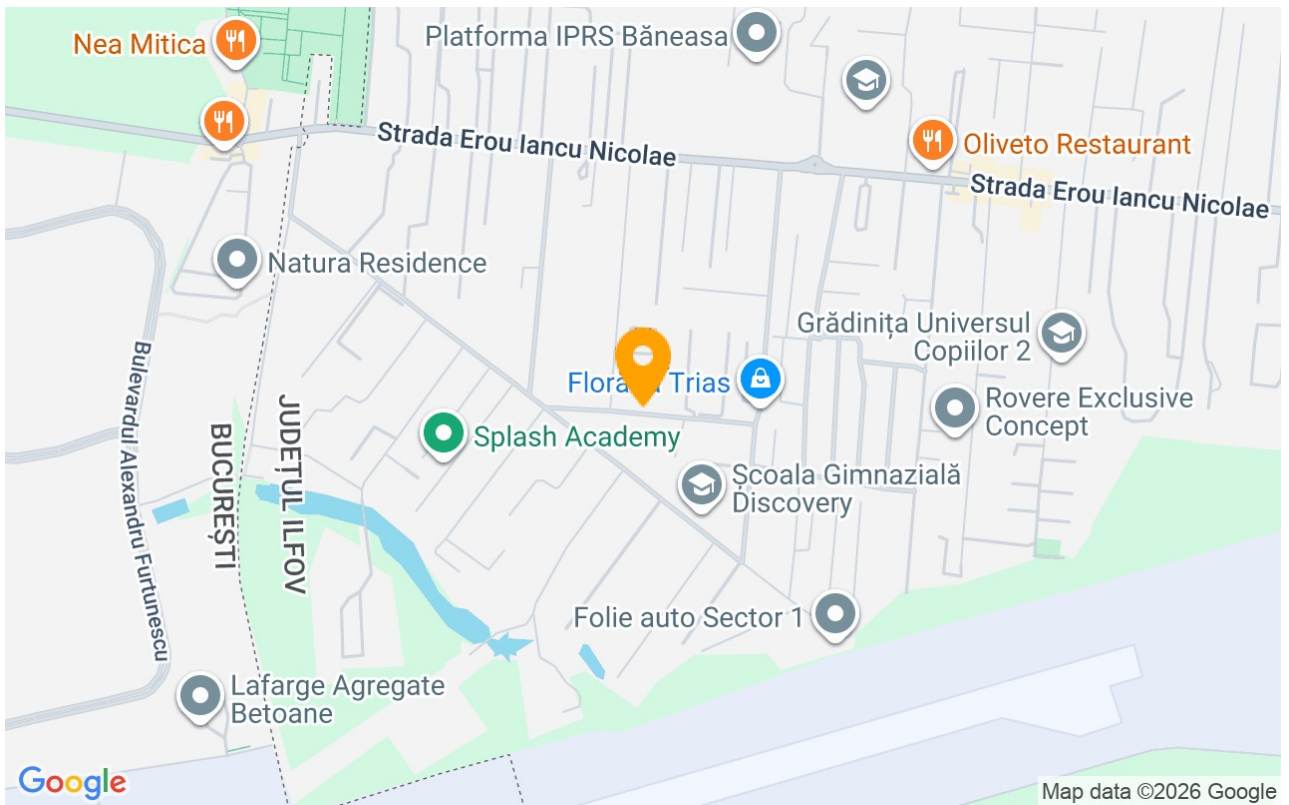 Nea Mitica
Platforma IPRS Băneasa
Strada Erou Iancu Nicolae
Oliveto Restaurant
Strada Erou Iancu Nicolae
Natura Residence
Grădinița Universul
Copiilor 2
Trias
Rovere Exclusive
Concept
Bulevardul Alexandru Furtunescu
JUDEȚUL ILFOV
BUCUREȘTI
Splash Academy
Școala Gimnazială
Discovery
Folie auto Sector 1
Lafarge Agregate
Betoane
Google
Map data ©2026 Google